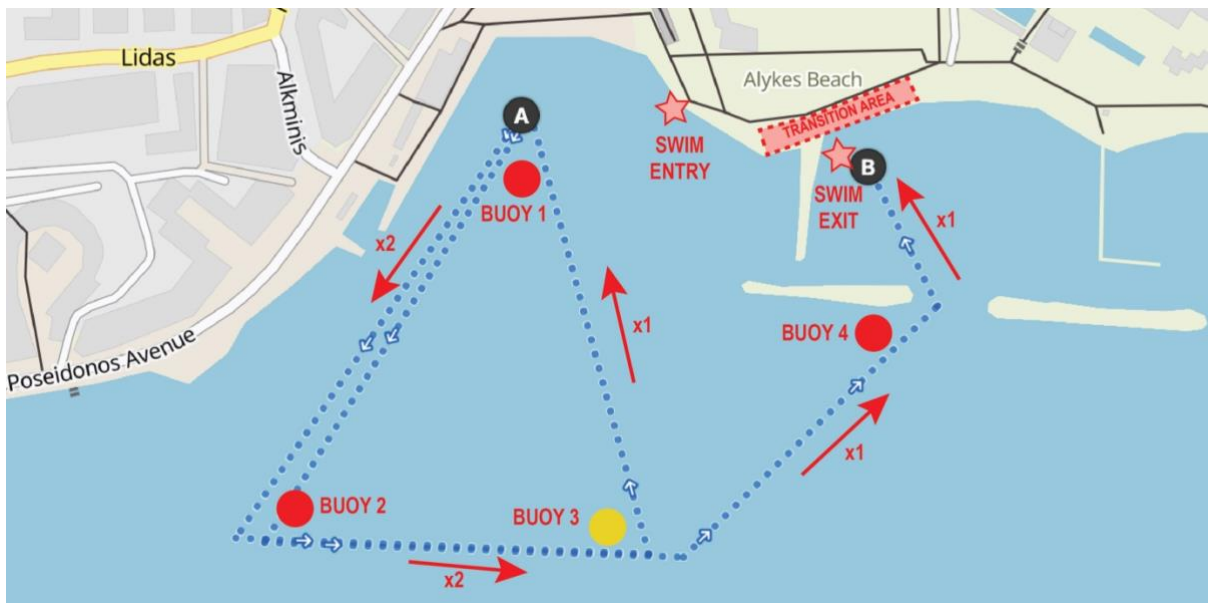 Lidas
Alkminis
Poseidonos Avenue
Alykes Beach
TRANSITION AREA
A
SWIM
ENTRY
B
SWIM
EXIT
BUOY 1
x2
x1
x1
BUOY 4
x1
BUOY 2
BUOY 3
x2